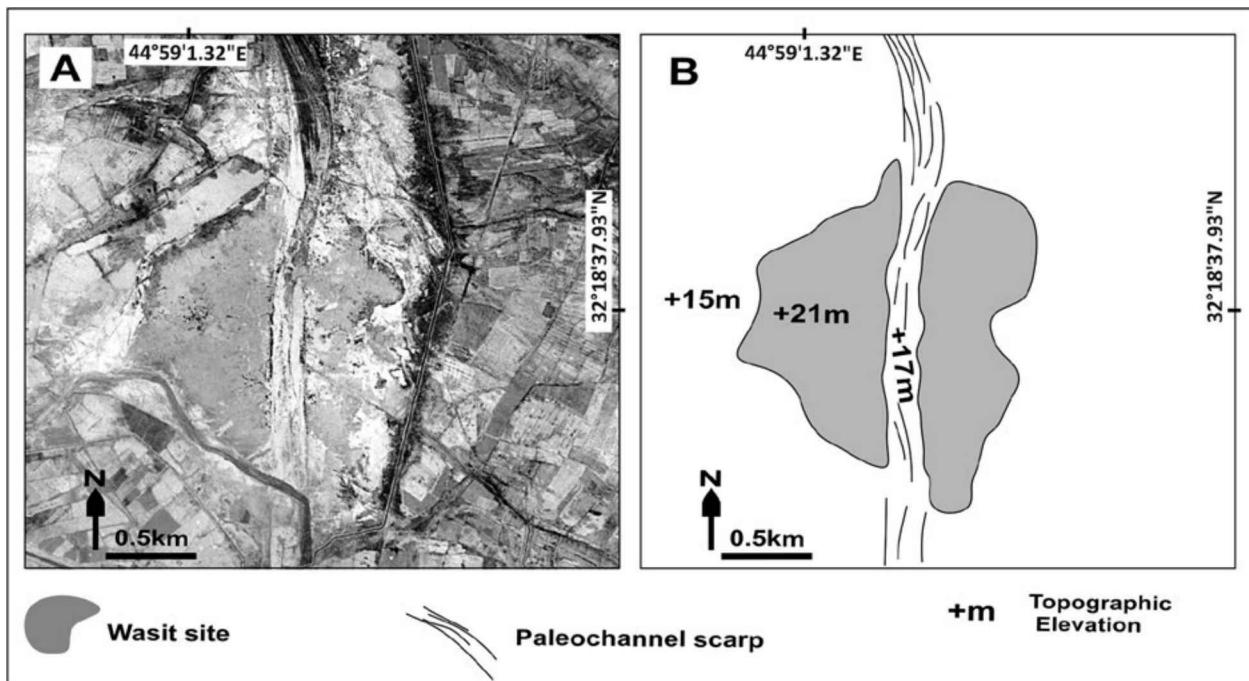 A
44°59'1.32"E
32°18'37.93"N
N
0.5km
B
44°59'1.32"E
32°18'37.93"N
+15m
+21m
+17m
N
0.5km
Wasit site
Paleochannel scarp
+m
Topographic
Elevation